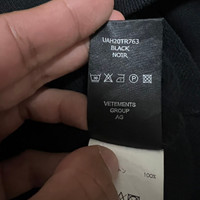 UAH20TR763
BLACK
NOIR
VETEMENTS
GROUP
AG
100%